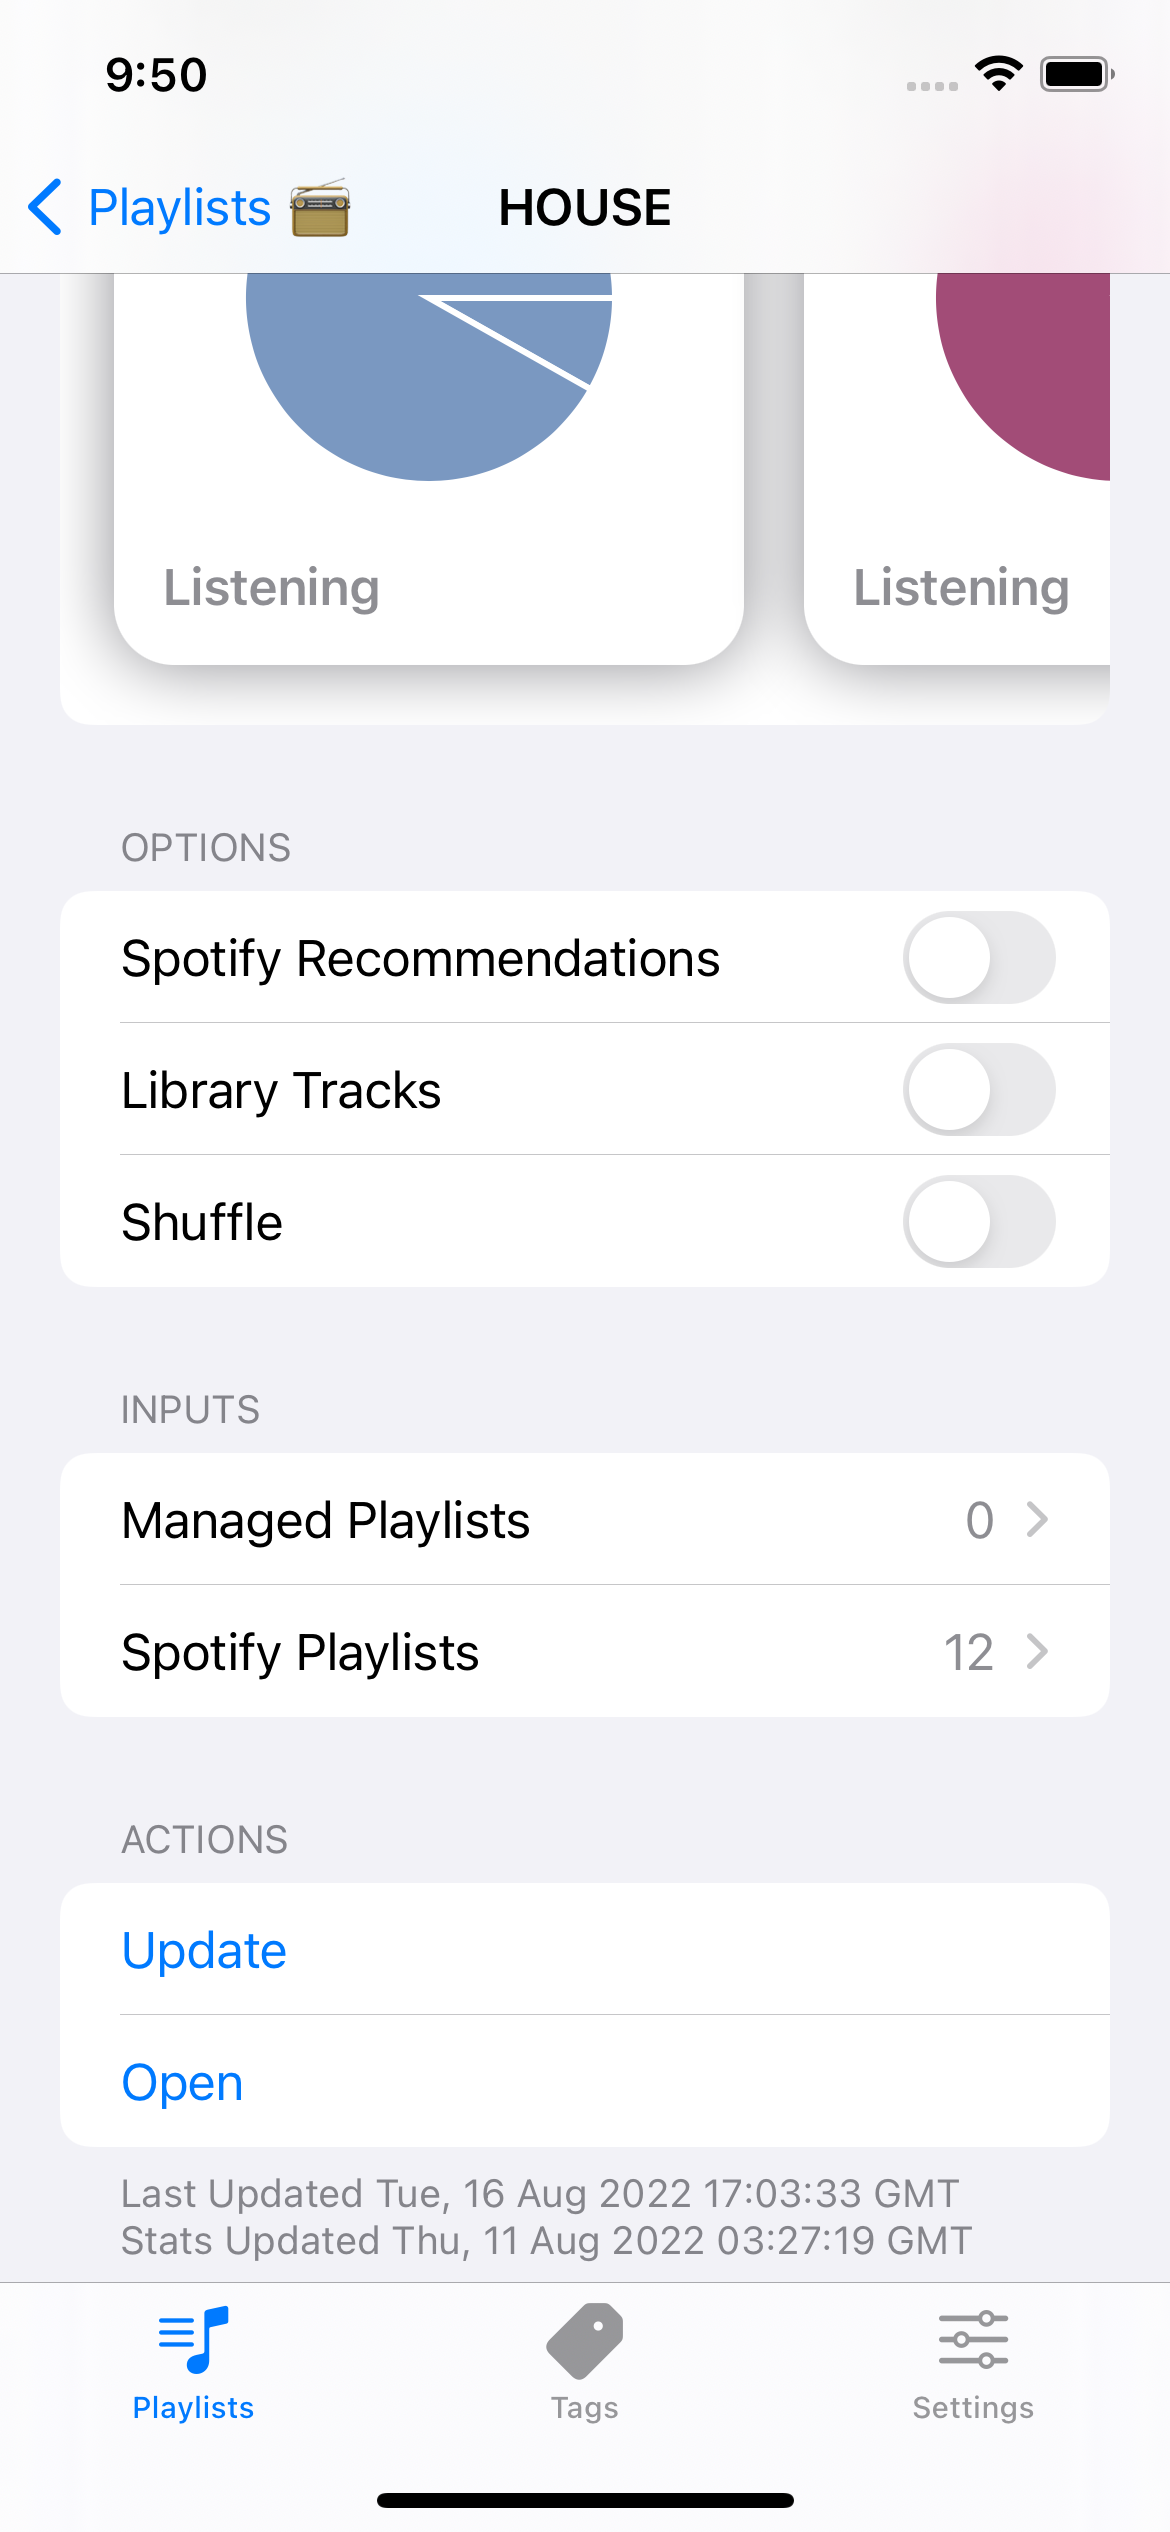 9:50
Playlists 📻 HOUSE
Listening Listening
OPTIONS
Spotify Recommendations
Library Tracks
Shuffle
INPUTS
Managed Playlists 0
Spotify Playlists 12
ACTIONS
Update
Open
Last Updated Tue, 16 Aug 2022 17:03:33 GMT
Stats Updated Thu, 11 Aug 2022 03:27:19 GMT
Playlists Tags Settings